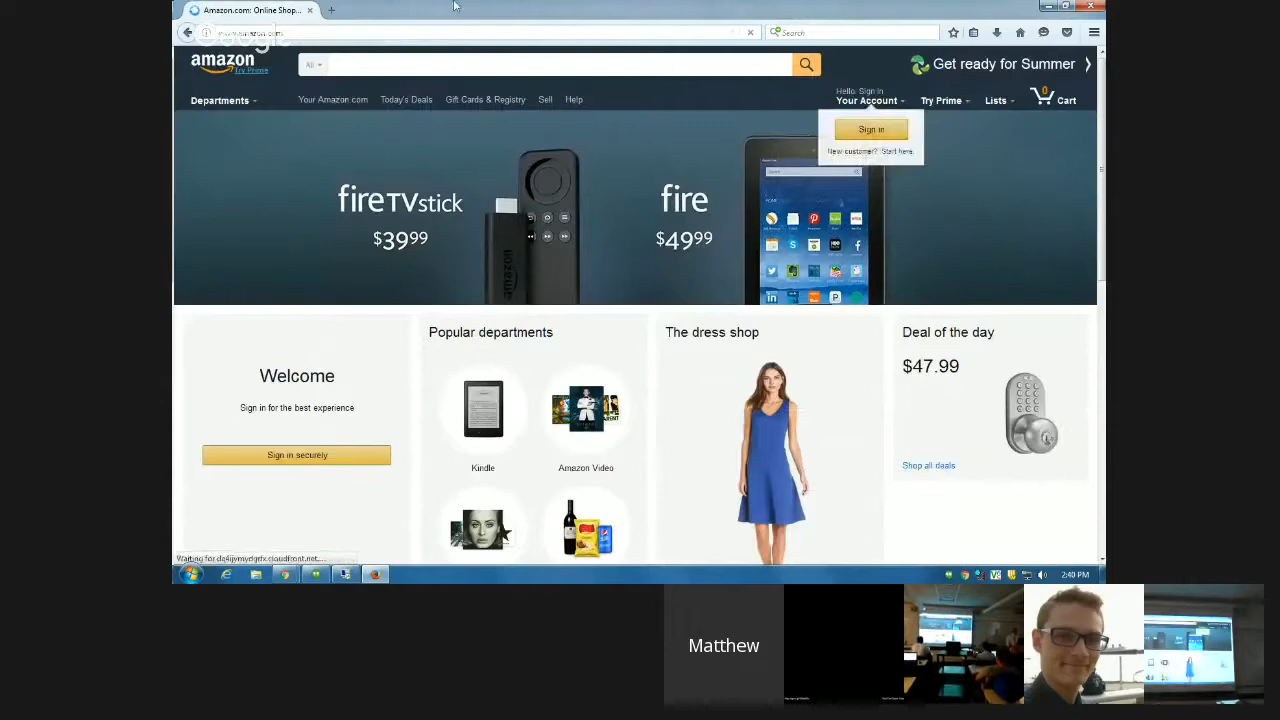 Amazon.com: Online Shop...
Google
Search
amazon
Try Prime
All
Get ready for Summer
Departments
Your Amazon.com Today's Deals Gift Cards & Registry Sell Help
Hello. Sign in
Your Account
Try Prime
Lists
0
Cart
Sign in
New customer? Start here.
fireTVstick
$39.99
fire
$49.99
amazon
Welcome
Sign in for the best experience
Sign in securely
Popular departments
Kindle
Amazon Video
The dress shop
Deal of the day
$47.99
Shop all deals
2:40 PM
Matthew